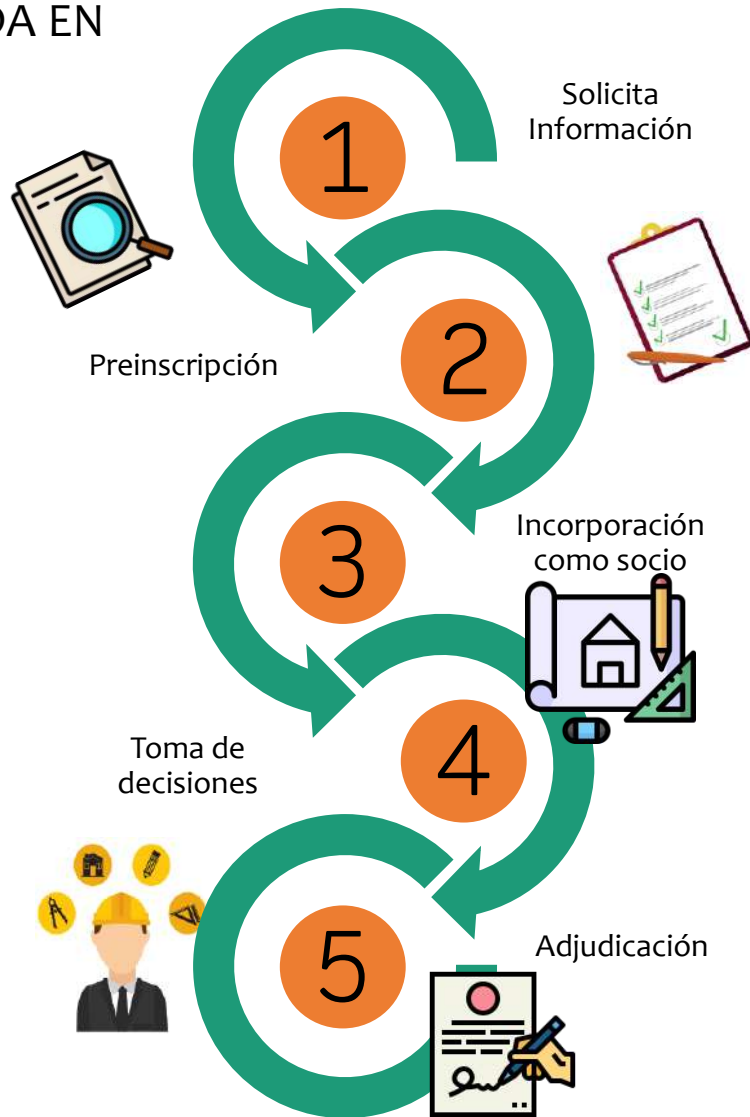 DA EN
1
Solicita
Información
Preinscripción
2
3
Incorporación
como socio
Toma de
decisiones
4
5
Adjudicación